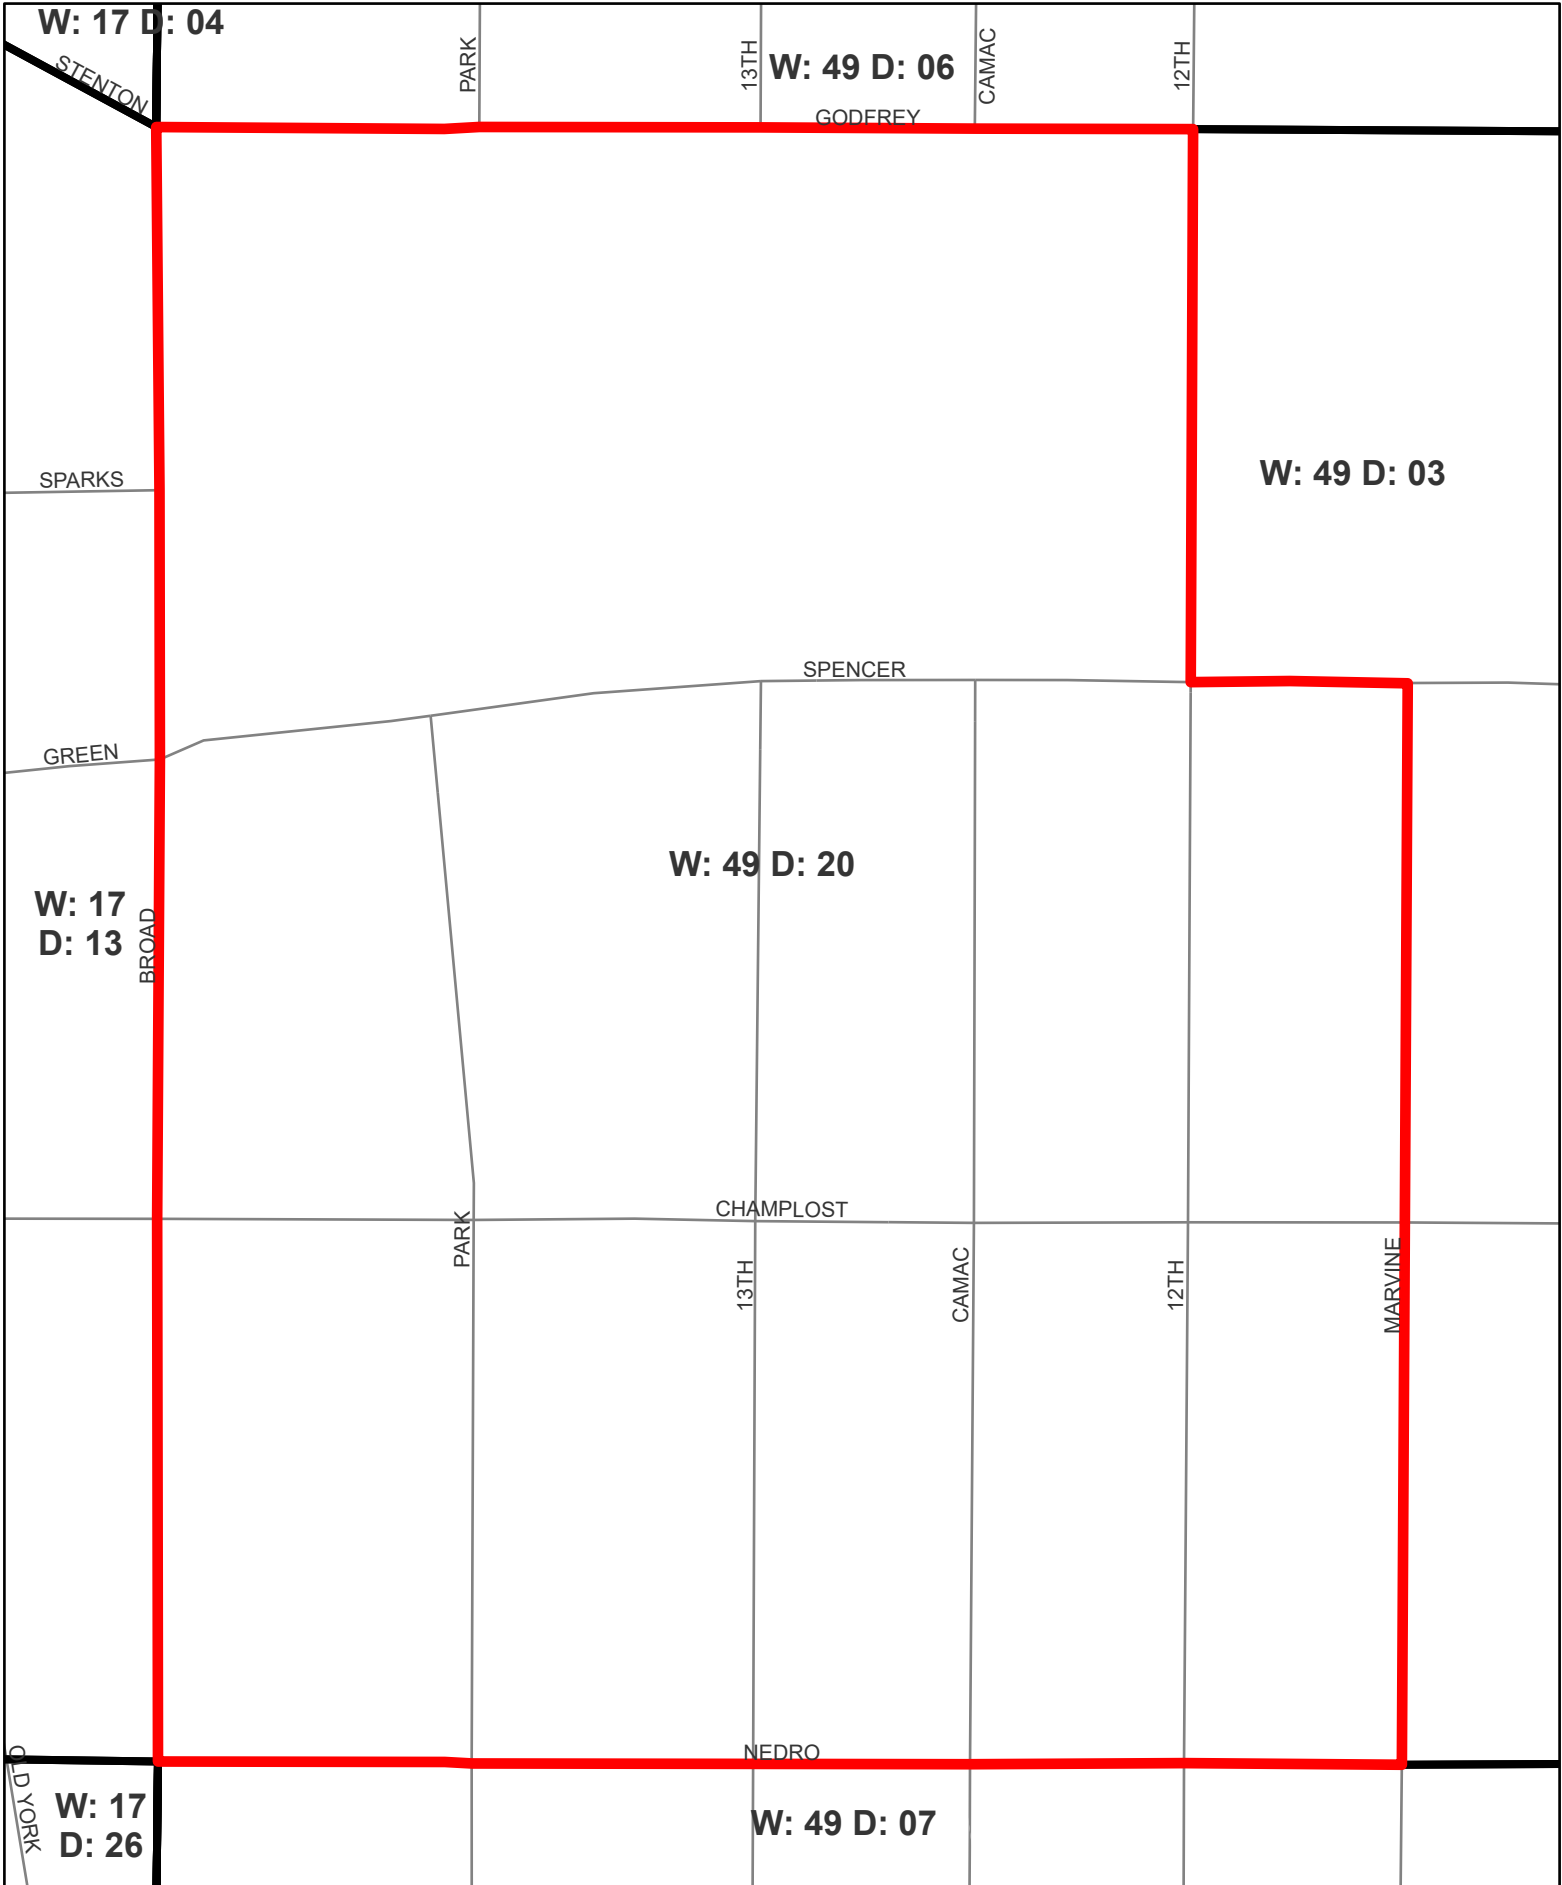 W: 17 D: 04
STENTON
PARK
13TH
W: 49 D: 06
CAMAC
12TH
GODFREY
SPARKS
W: 49 D: 03
SPENCER
GREEN
W: 49 D: 20
W: 17
D: 13
BROAD
CHAMPLOST
PARK
13TH
CAMAC
12TH
MARVINE
NEDRO
OLD YORK
W: 17
D: 26
W: 49 D: 07